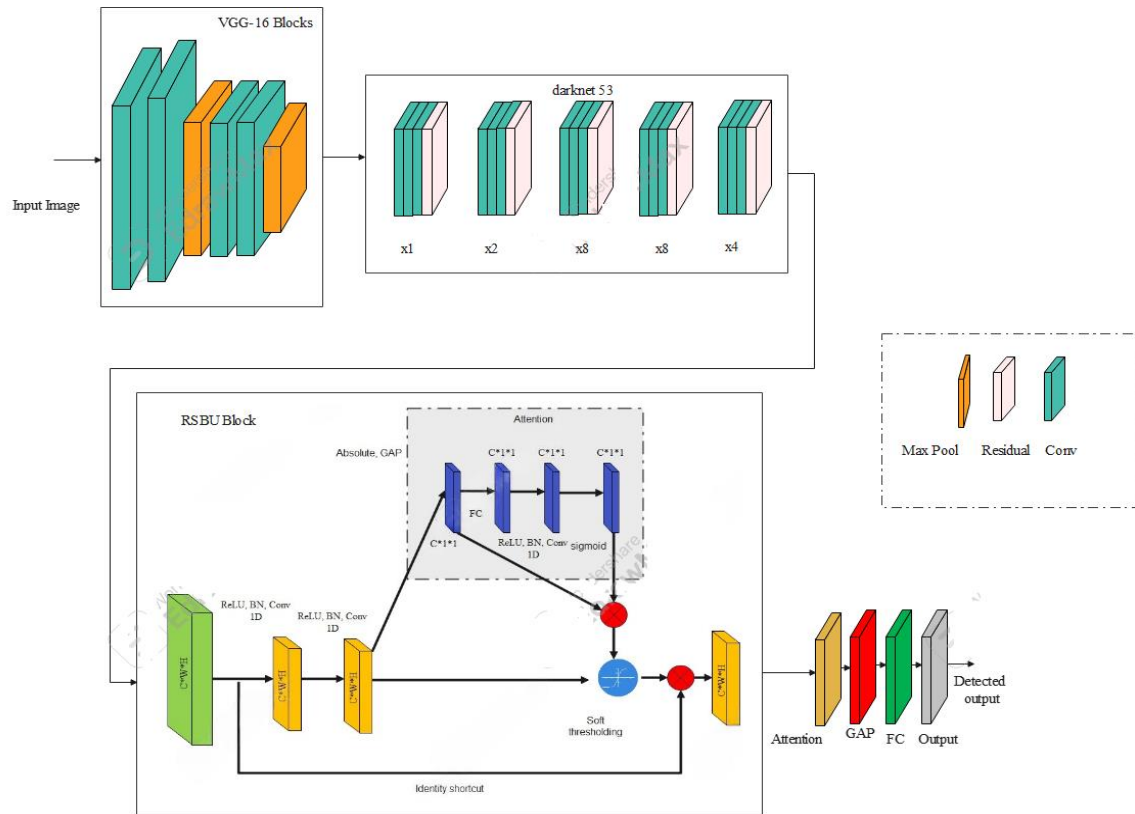 VGG-16 Blocks
Input Image
darknet 53
x1
x2
x8
x8
x4
Max Pool
Residual
Conv
RSBU Block
Attention
Absolute, GAP
C*1*1
C*1*1
C*1*1
FC
C*1*1
ReLU, BN, Conv
1D
sigmoid
ReLU, BN, Conv
1D
ReLU, BN, Conv
1D
C*W*H
C*W*H
C*W*H
C*W*H
Soft
thresholding
Identity shortcut
Attention
GAP
FC
Output
Detected
output